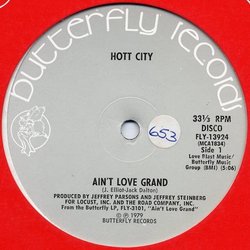 butterfly records
HOTT CITY
33⅓ RPM
DISCO
FLY-13924
(MCA1834)
Side 1
Love Blast Music/
Butterfly Music
Group (BMI) (5:06)
653
AIN'T LOVE GRAND
(J. Elliot-Jack Dalton)
PRODUCED BY JEFFREY PARSONS AND JEFFREY STEINBERG
FOR LOCUST, INC. AND THE ROAD COMPANY, INC.
From the Butterfly LP, FLY-3101, "Ain't Love Grand"
© ℗ 1979
BUTTERFLY RECORDS